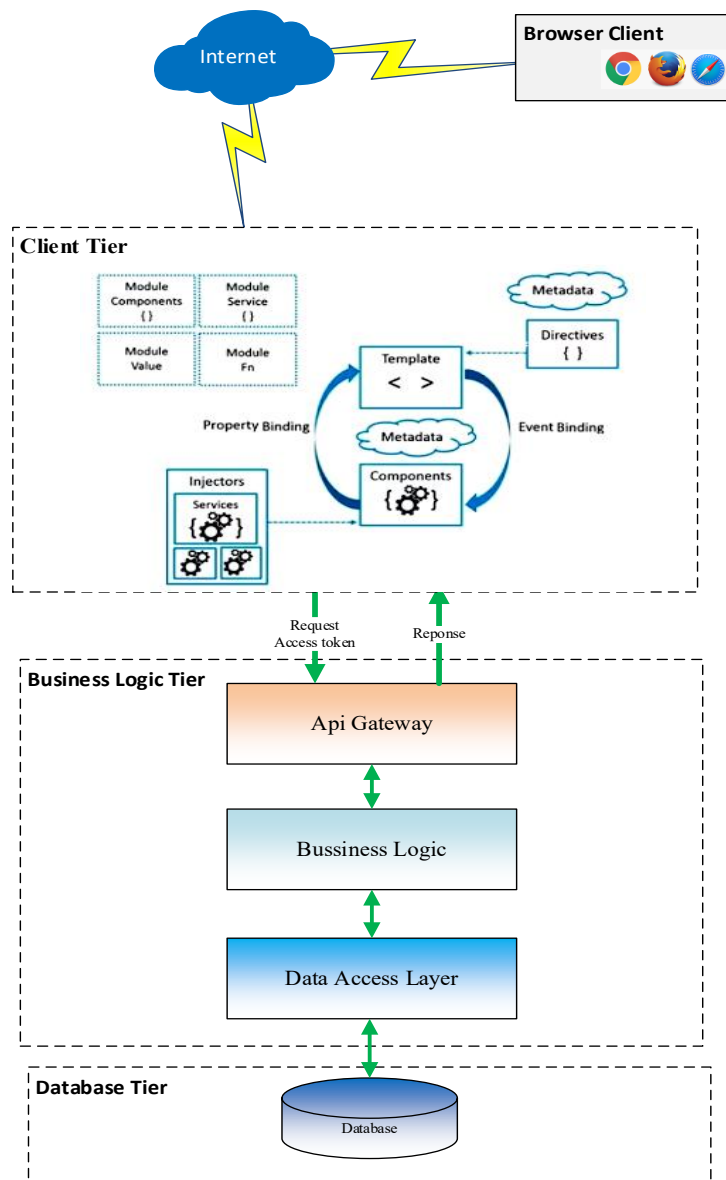 Browser Client
Internet
Client Tier
Module
Components
{ }
Module
Service
{ }
Module
Value
Module
Fn
Metadata
Directives
{ }
Template
< >
Property Binding
Event Binding
Metadata
Components
{ }
Injectors
Services
{ }
Request
Access token
Reponse
Business Logic Tier
Api Gateway
Bussiness Logic
Data Access Layer
Database Tier
Database